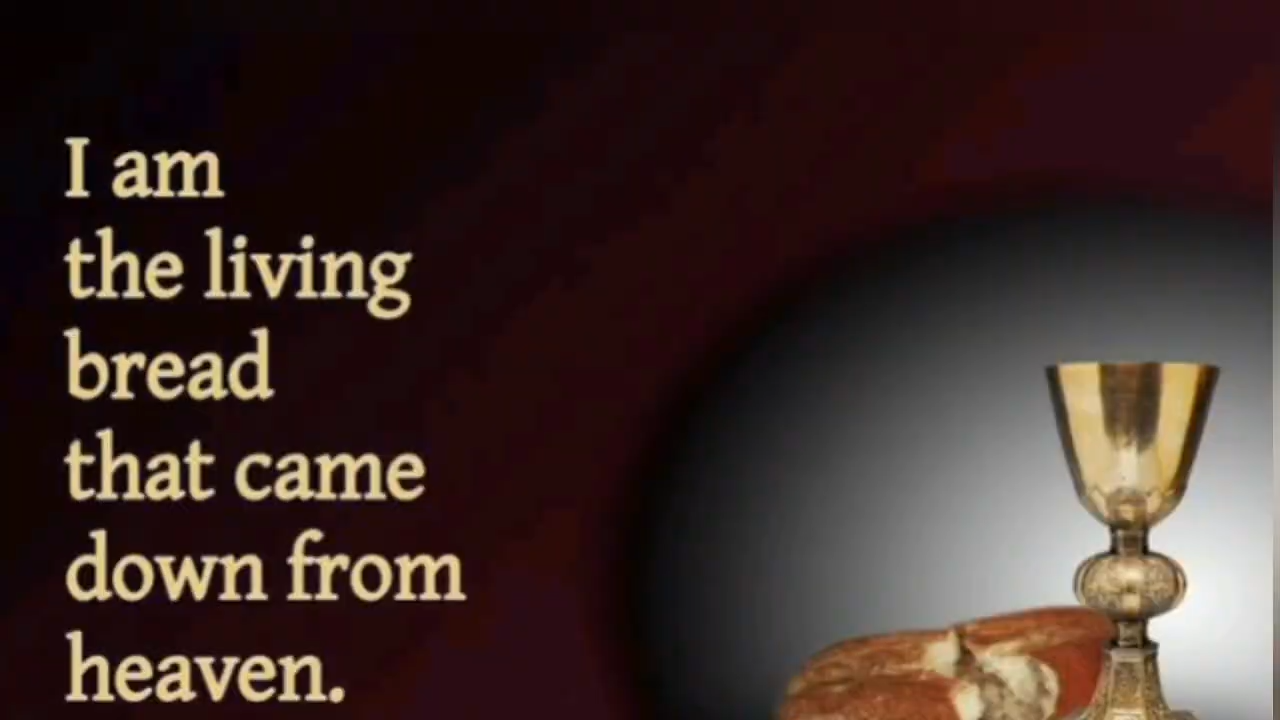 I am
the living
bread
that came
down from
heaven.